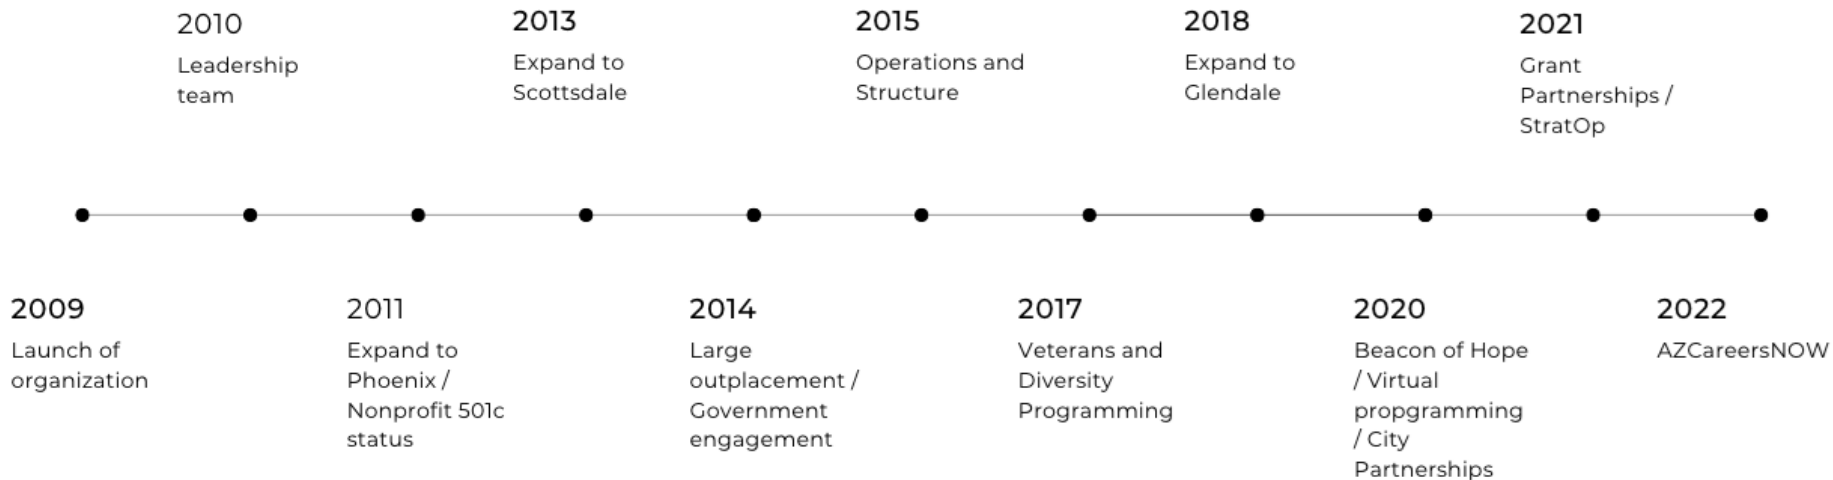 2010
Leadership
team
2013
Expand to
Scottsdale
2015
Operations and
Structure
2018
Expand to
Glendale
2021
Grant
Partnerships /
StratOp
2009
Launch of
organization
2011
Expand to
Phoenix /
Nonprofit 501c
status
2014
Large
outplacement /
Government
engagement
2017
Veterans and
Diversity
Programming
2020
Beacon of Hope
/ Virtual
propgramming
/ City
Partnerships
2022
AZCareersNOW